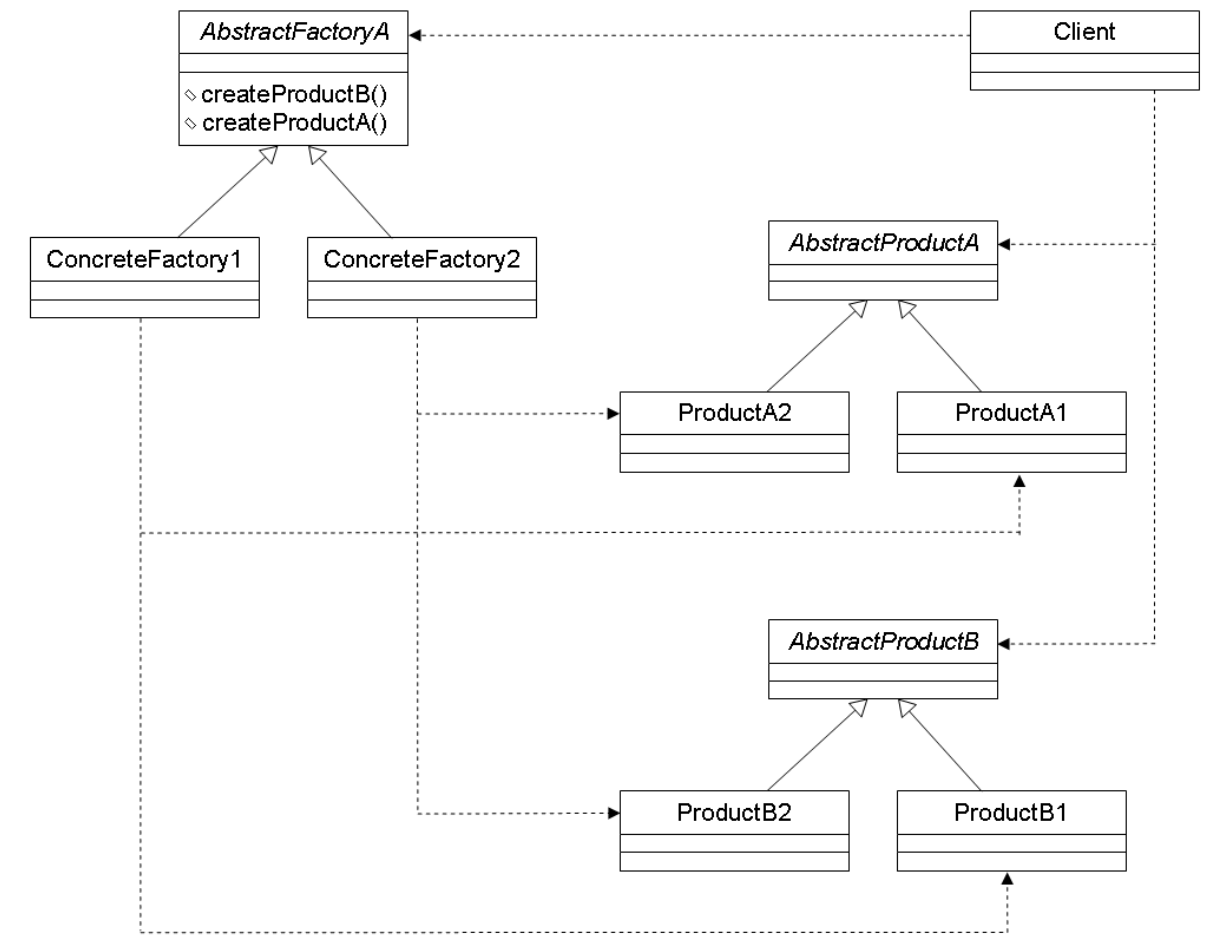 AbstractFactoryA
Client
createProductB()
createProductA()
ConcreteFactory1
ConcreteFactory2
AbstractProductA
ProductA2
ProductA1
AbstractProductB
ProductB2
ProductB1